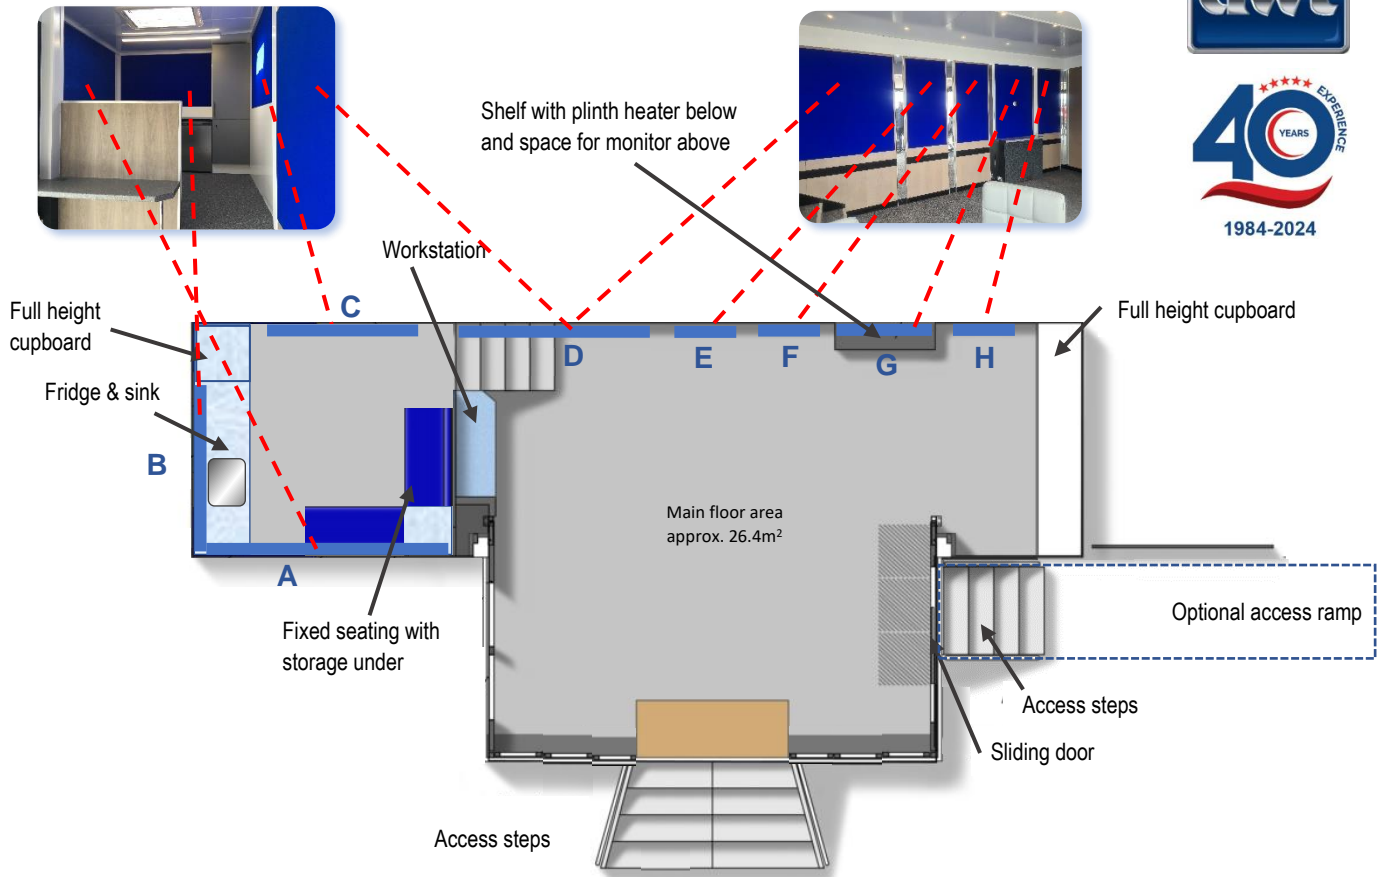 awt
40
YEARS
EXPERIENCE
1984-2024
Shelf with plinth heater below
and space for monitor above
Workstation
Full height
cupboard
Fridge & sink
Full height cupboard
C
D
E
F
G
H
B
A
Main floor area
approx. 26.4m²
Fixed seating with
storage under
Optional access ramp
Access steps
Sliding door
Access steps